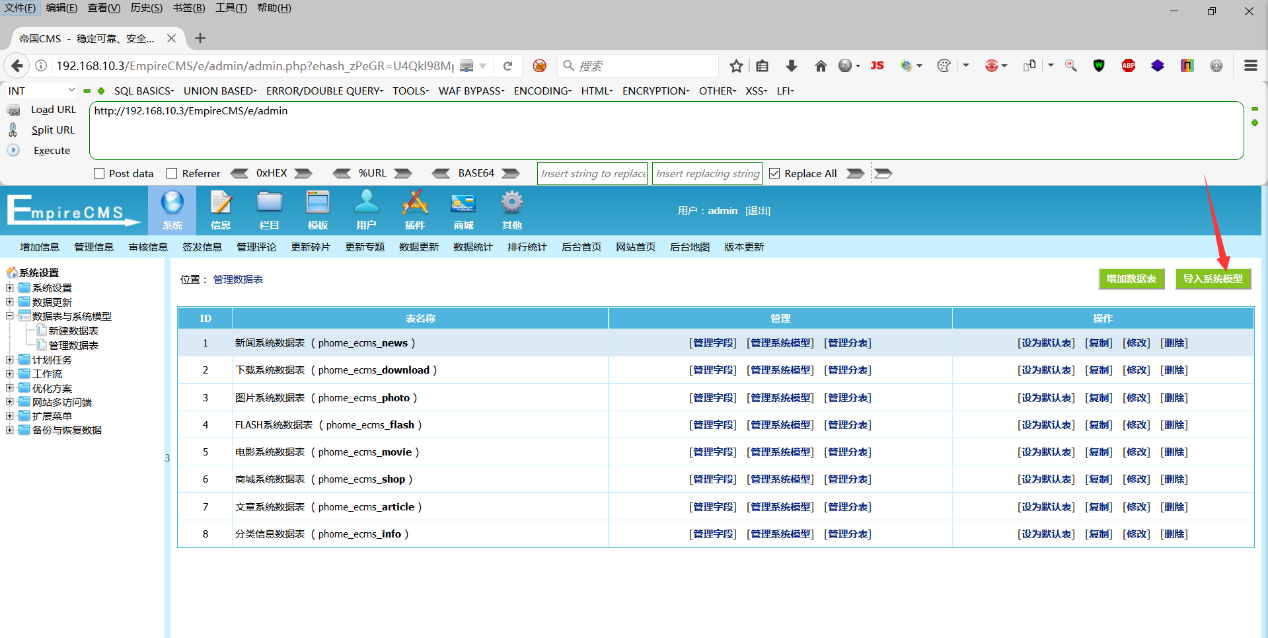 文件(F) 编辑(E) 查看(V) 历史(S) 书签(B) 工具(T) 帮助(H)
帝国CMS - 稳定可靠、安全...
192.168.10.3/EmpireCMS/e/admin/admin.php?ehash_zPeGR=U4Qkl98M
搜索
INT SQL BASICS- UNION BASED- ERROR/DOUBLE QUERY- TOOLS- WAF BYPASS- ENCODING- HTML- ENCRYPTION- OTHER- XSS- LFI-
Load URL
http://192.168.10.3/EmpireCMS/e/admin
Split URL
Execute
Post data Referrer 0xHEX %URL BASE64 Insert string to replace Insert replacing string Replace All
EmpireCMS
系统 信息 栏目 模板 用户 插件 商城 其他
用户：admin [退出]
增加信息 管理信息 审核信息 签发信息 管理评论 更新碎片 更新专题 数据更新 数据统计 排行统计 后台首页 网站首页 后台地图 版本更新
系统设置
系统设置
数据更新
数据表与系统模型
新建数据表
管理数据表
计划任务
工作流
优化方案
网站多访问端
扩展菜单
备份与恢复数据
3
位置： 管理数据表
增加数据表 导入系统模型
ID 表名称 管理 操作
1 新闻系统数据表 ( phome_ecms_news ) [管理字段] [管理系统模型] [管理分表] [设为默认表] [复制] [修改] [删除]
2 下载系统数据表 ( phome_ecms_download ) [管理字段] [管理系统模型] [管理分表] [设为默认表] [复制] [修改] [删除]
3 图片系统数据表 ( phome_ecms_photo ) [管理字段] [管理系统模型] [管理分表] [设为默认表] [复制] [修改] [删除]
4 FLASH系统数据表 ( phome_ecms_flash ) [管理字段] [管理系统模型] [管理分表] [设为默认表] [复制] [修改] [删除]
5 电影系统数据表 ( phome_ecms_movie ) [管理字段] [管理系统模型] [管理分表] [设为默认表] [复制] [修改] [删除]
6 商城系统数据表 ( phome_ecms_shop ) [管理字段] [管理系统模型] [管理分表] [设为默认表] [复制] [修改] [删除]
7 文章系统数据表 ( phome_ecms_article ) [管理字段] [管理系统模型] [管理分表] [设为默认表] [复制] [修改] [删除]
8 分类信息数据表 ( phome_ecms_info ) [管理字段] [管理系统模型] [管理分表] [设为默认表] [复制] [修改] [删除]